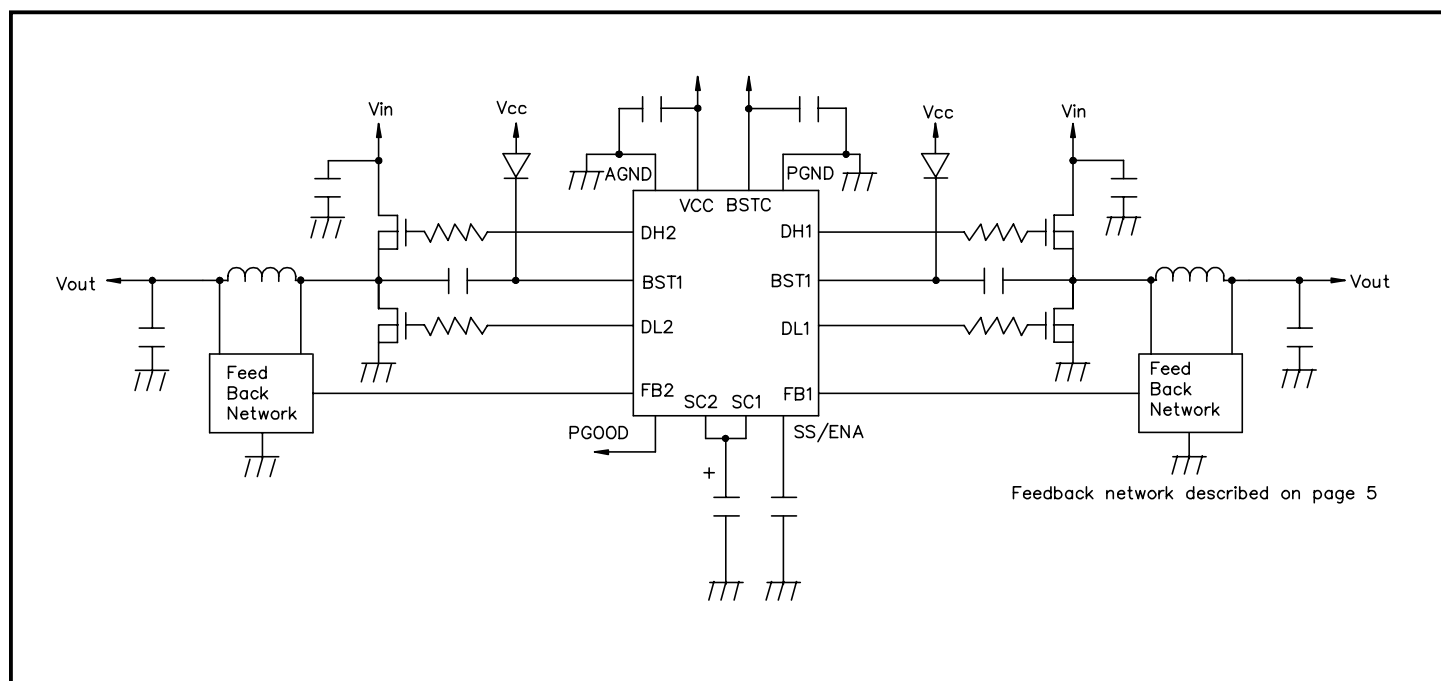 Vin
Vcc
Vcc
Vin
AGND
PGND
VCC
BSTC
DH2
DH1
Vout
BST1
BST1
Vout
DL2
DL1
Feed
Back
Network
FB2
SC2
SC1
FB1
Feed
Back
Network
PGOOD
SS/ENA
+
Feedback network described on page 5